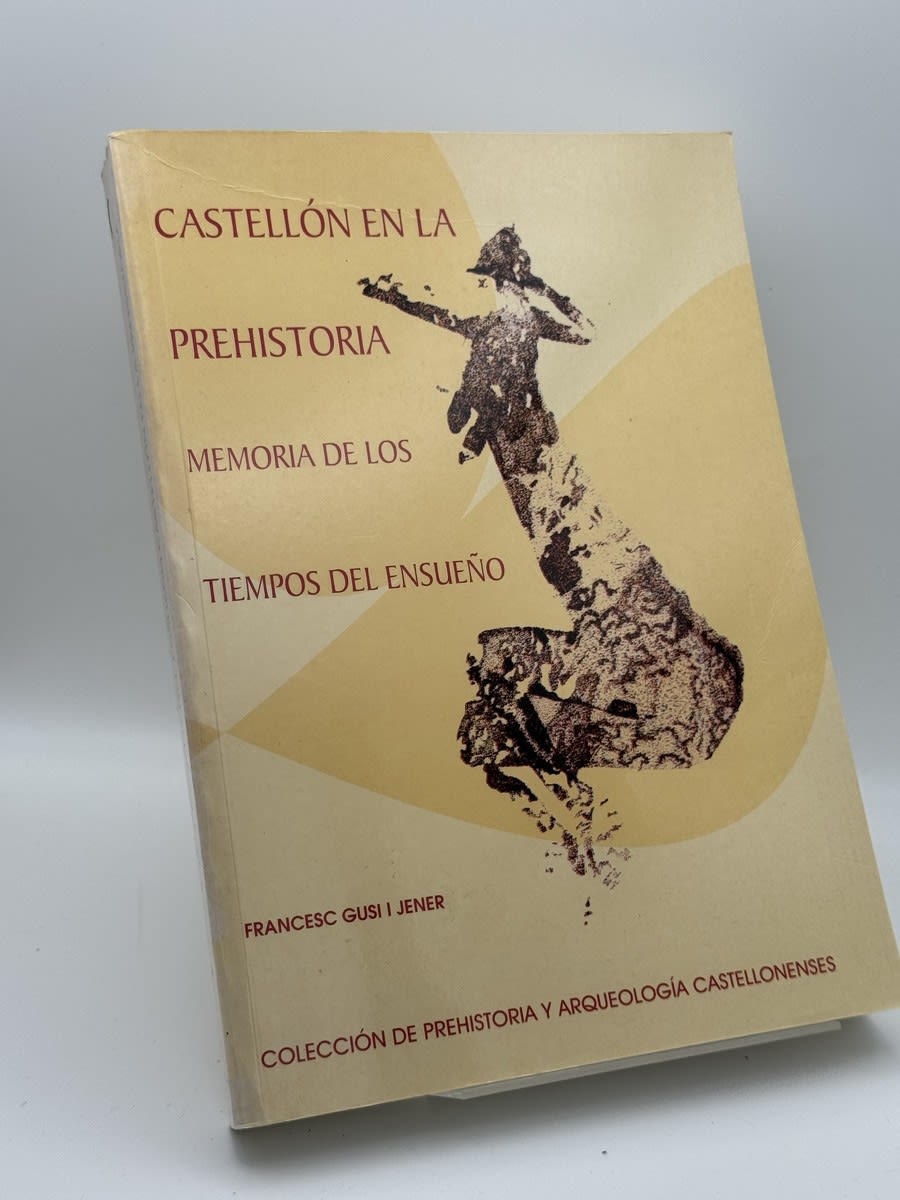 CASTELLÓN EN LA
PREHISTORIA
MEMORIA DE LOS
TIEMPOS DEL ENSUEÑO
FRANCESC GUSI I JENER
COLECCIÓN DE PREHISTORIA Y ARQUEOLOGÍA CASTELLONENSES